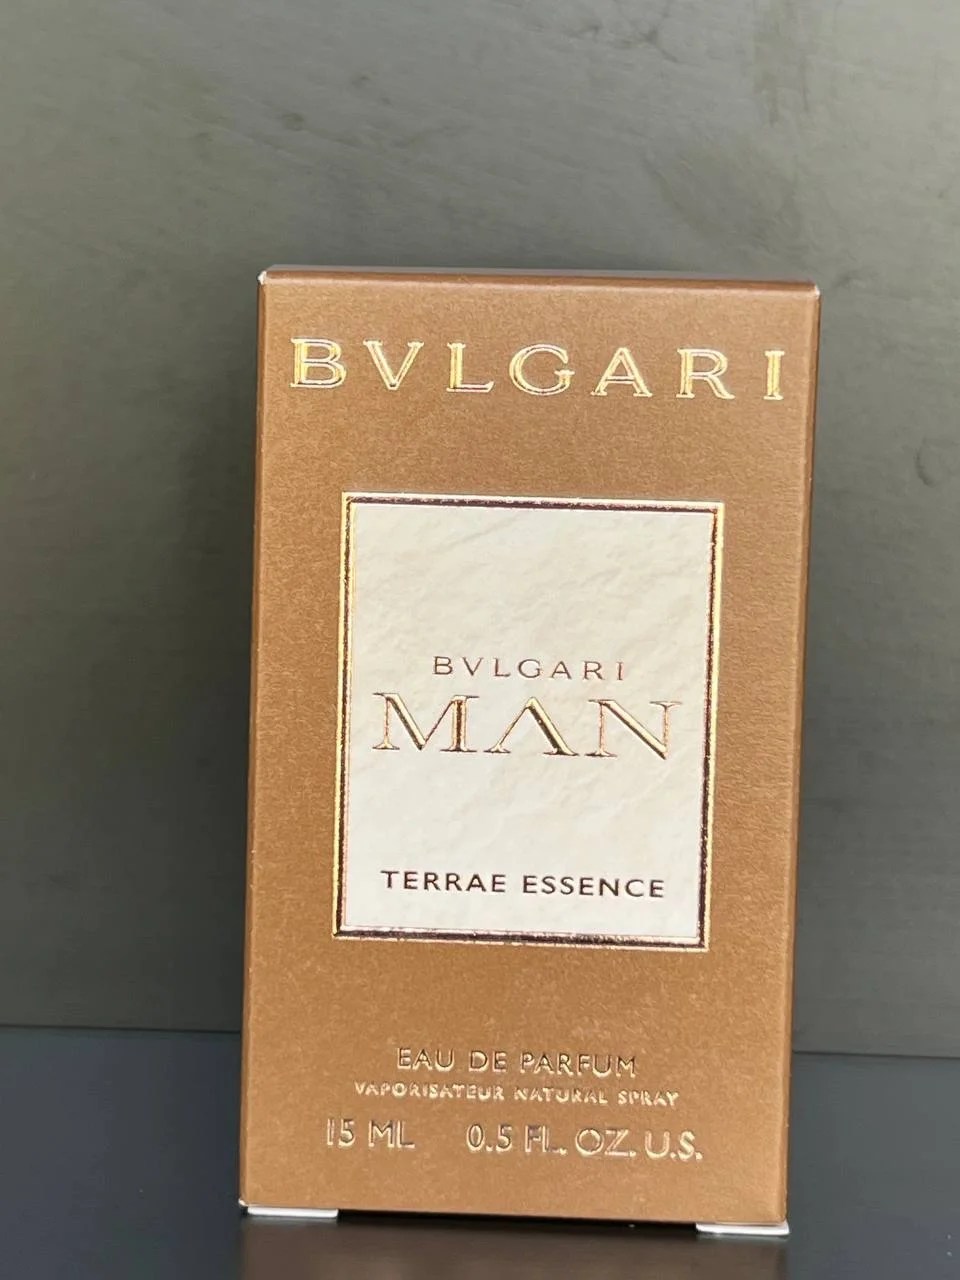 BVLGARI
BVLGARI
MAN
TERRAE ESSENCE
EAU DE PARFUM
VAPORISATEUR NATURAL SPRAY
15 ML 0.5 FL. OZ. U.S.